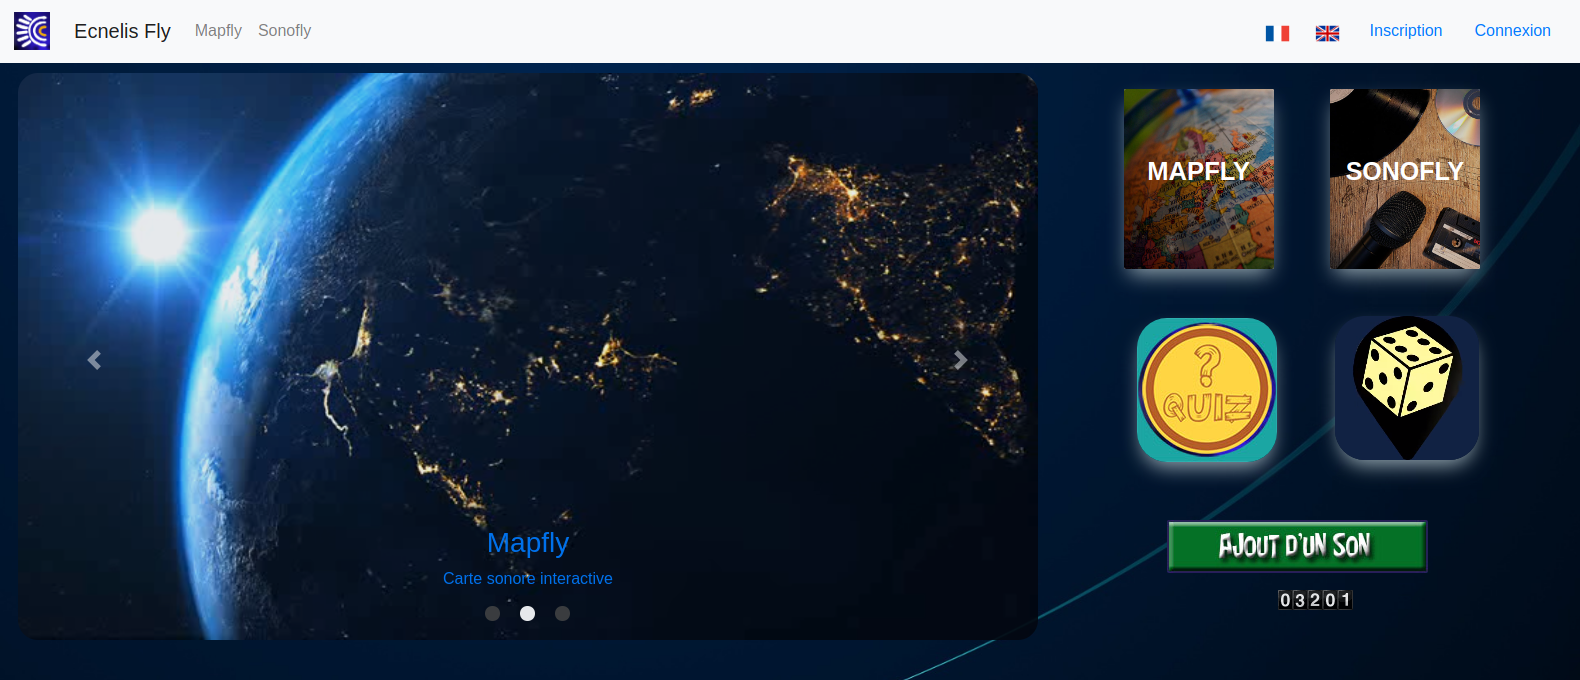 Ecnelis Fly
Mapfly
Sonofly
Inscription
Connexion
MAPFLY
SONOFLY
? QUIZ
Mapfly
Carte sonore interactive
AJOUT D'UN SON
03201